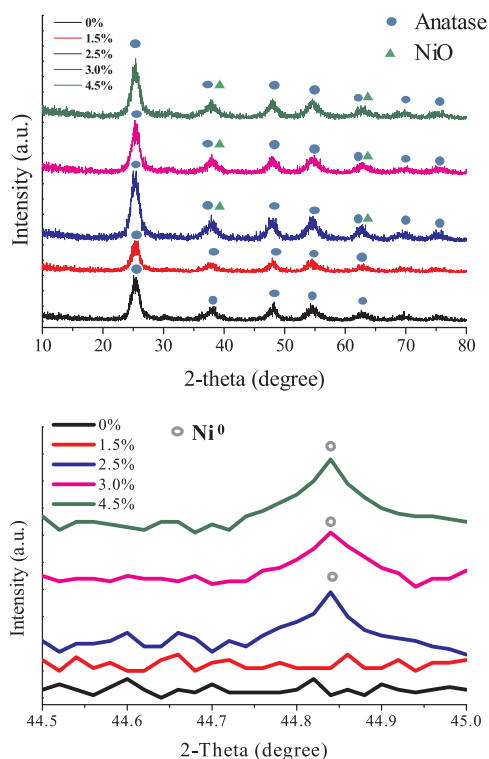 0%
1.5%
2.5%
3.0%
4.5%
Anatase
NiO
Intensity (a.u.)
10 20 30 40 50 60 70 80
2-theta (degree)
0%
1.5%
2.5%
3.0%
4.5%
Ni⁰
Intensity (a.u.)
44.5 44.6 44.7 44.8 44.9 45.0
2-Theta (degree)